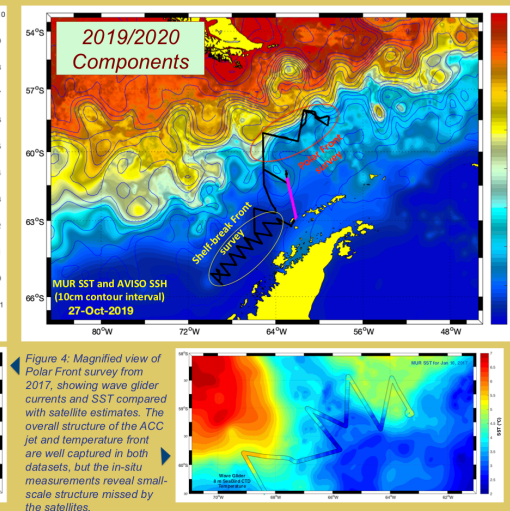 2019/2020
Components
54°S
57°S
60°S
63°S
66°S
Polar Front
survey
Shelf-break Front
survey
MUR SST and AVISO SSH
(10cm contour interval)
27-Oct-2019
80°W
72°W
64°W
56°W
48°W
Figure 4: Magnified view of
Polar Front survey from
2017, showing wave glider
currents and SST compared
with satellite estimates. The
overall structure of the ACC
jet and temperature front
are well captured in both
datasets, but the in-situ
measurements reveal small-
scale structure missed by
the satellites.
Wave Glider
Temperature
SST (°C)